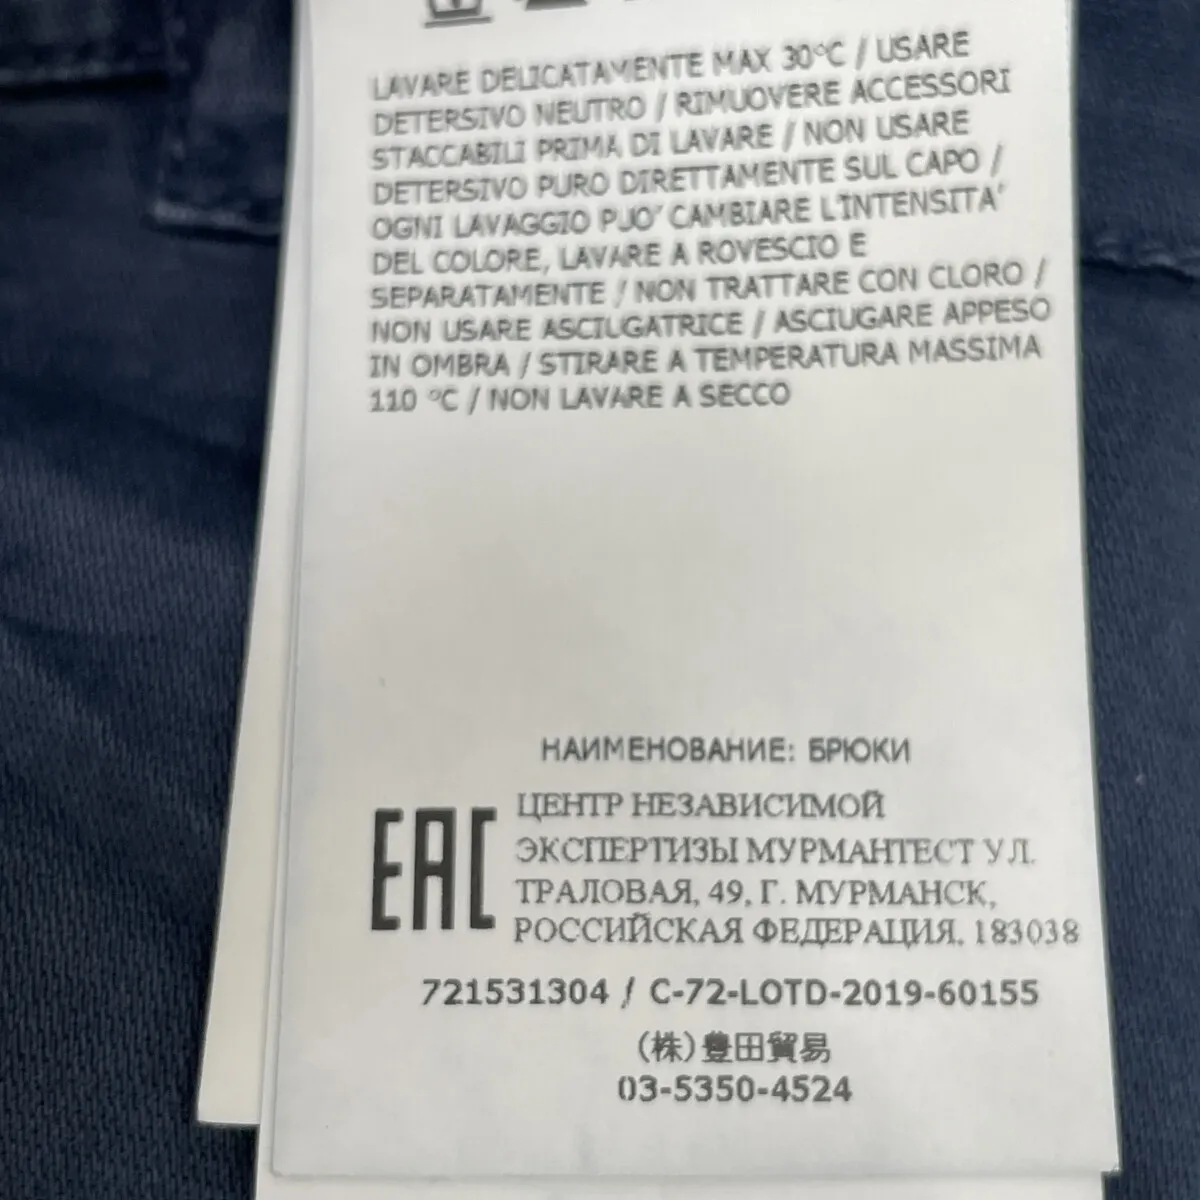 LAVARE DELICATAMENTE MAX 30°C / USARE
DETERSIVO NEUTRO / RIMUOVERE ACCESSORI
STACCABILI PRIMA DI LAVARE / NON USARE
DETERSIVO PURO DIRETTAMENTE SUL CAPO /
OGNI LAVAGGIO PUO' CAMBIARE L'INTENSITA'
DEL COLORE, LAVARE A ROVESCIO E
SEPARATAMENTE / NON TRATTARE CON CLORO /
NON USARE ASCIUGATRICE / ASCIUGARE APPESO
IN OMBRA / STIRARE A TEMPERATURA MASSIMA
110 °C / NON LAVARE A SECCO
НАИМЕНОВАНИЕ: БРЮКИ
EAC
ЦЕНТР НЕЗАВИСИМОЙ
ЭКСПЕРТИЗЫ МУРМАНТЕСТ УЛ.
ТРАЛОВАЯ, 49, Г. МУРМАНСК,
РОССИЙСКАЯ ФЕДЕРАЦИЯ, 183038
721531304 / C-72-LOTD-2019-60155
(株)豊田貿易
03-5350-4524